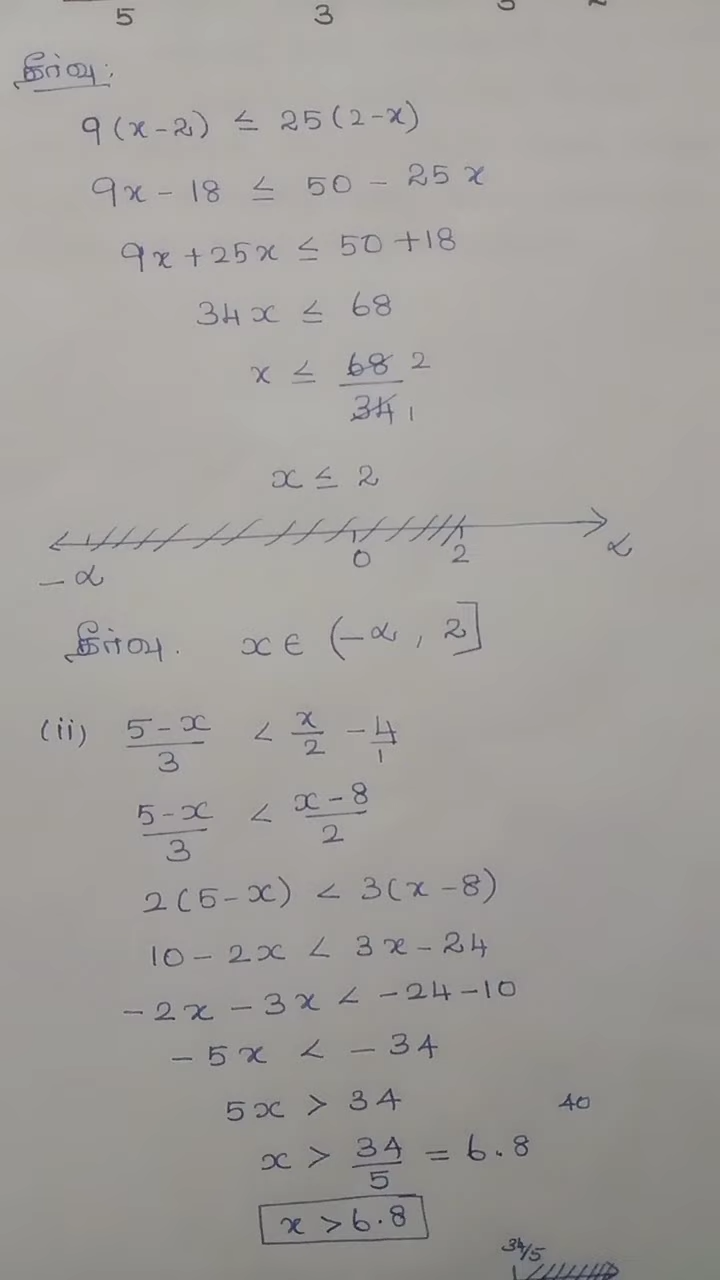 5 3
தீர்வு:
9(x-2) ≤ 25(2-x)
9x - 18 ≤ 50 - 25x
9x + 25x ≤ 50 + 18
34x ≤ 68
x ≤ 68/34 2 1
x ≤ 2
-α 0 2 α
தீர்வு. x ∈ (-α, 2]
(ii) (5-x)/3 < x/2 - 4/1
(5-x)/3 < (x-8)/2
2(5-x) < 3(x-8)
10 - 2x < 3x - 24
-2x - 3x < -24 - 10
-5x < -34
5x > 34 40
x > 34/5 = 6.8
x > 6.8
34/5